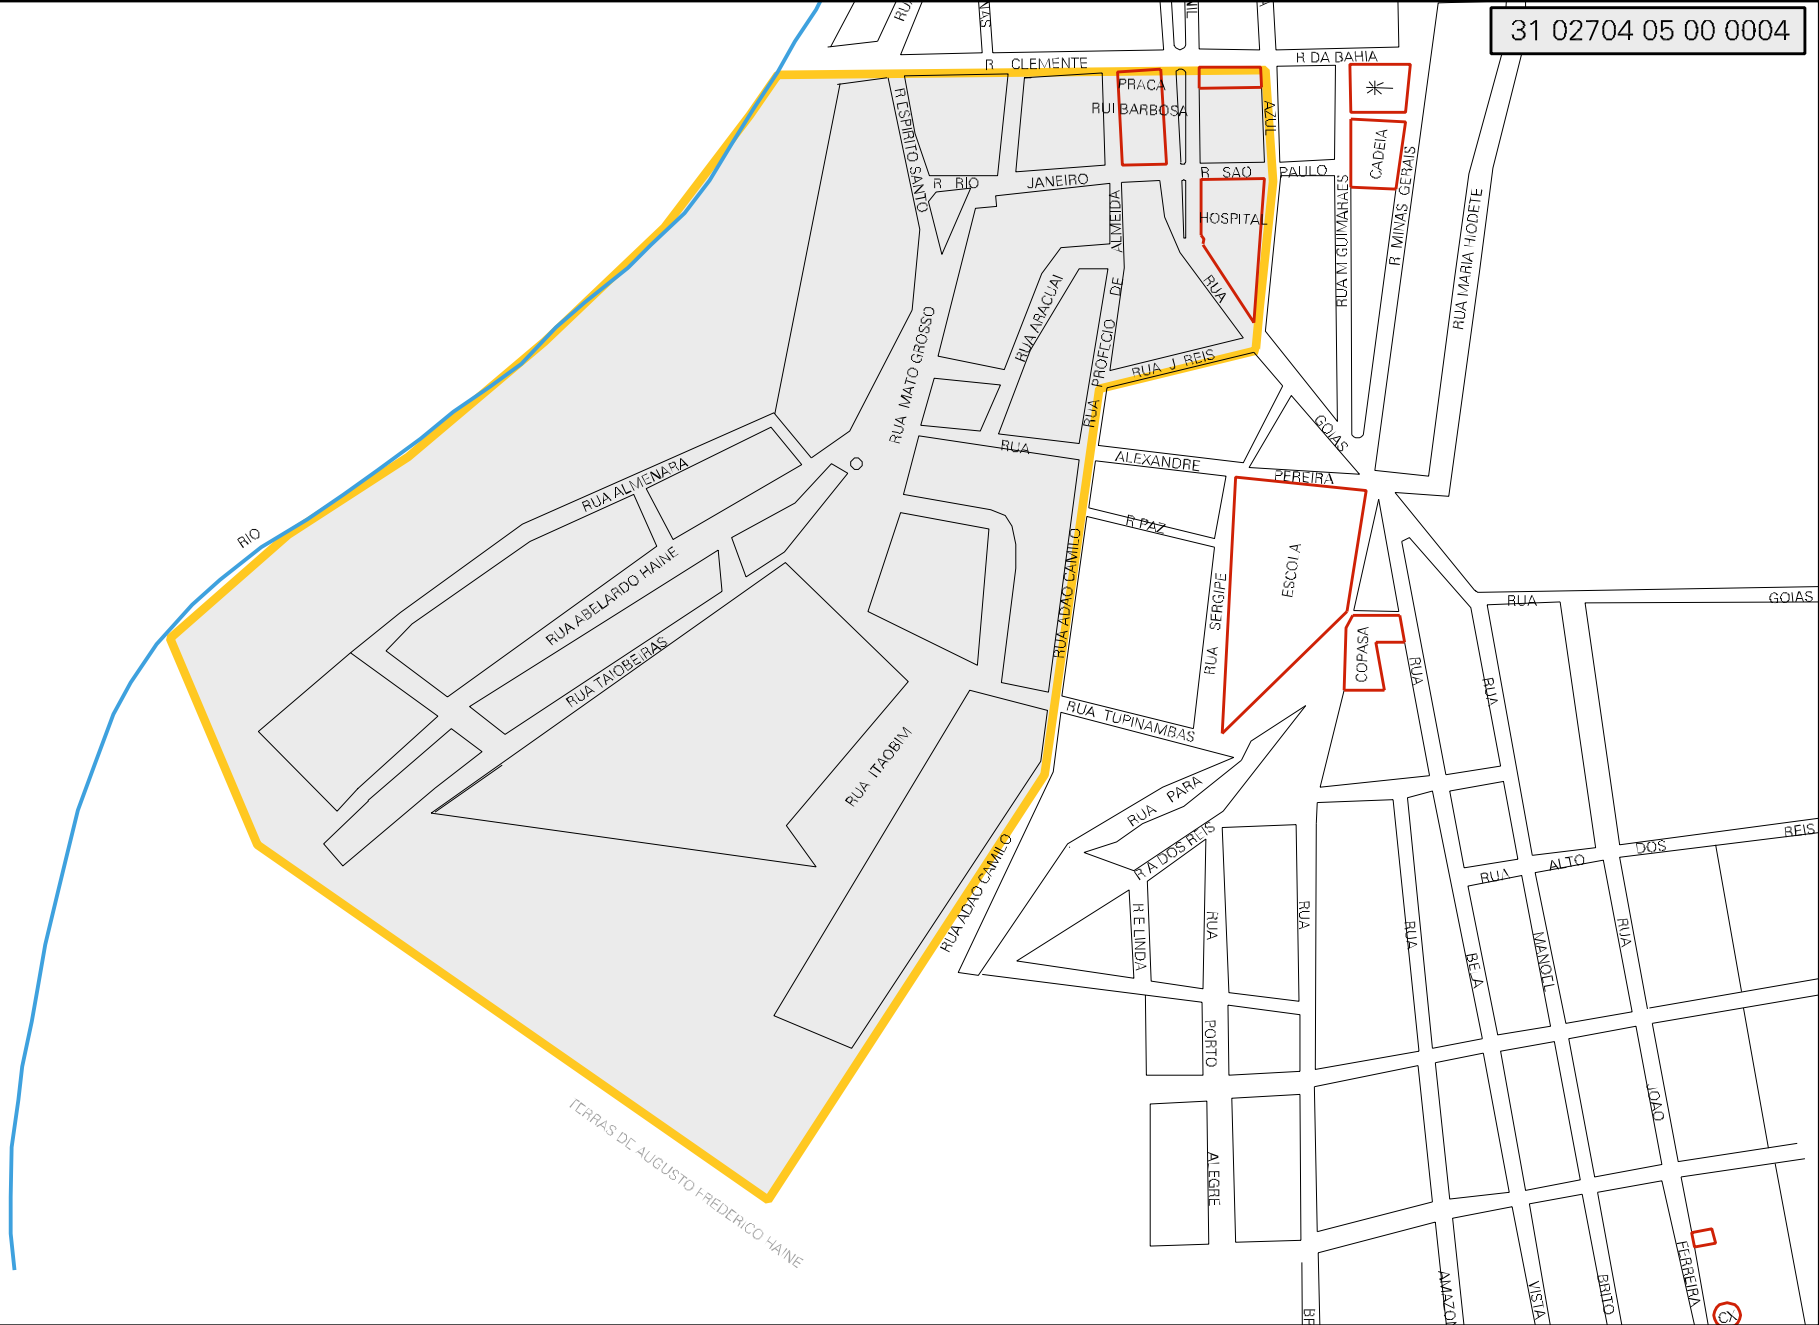 31 02704 05 00 0004
R CLEMENTE
R DA BAHIA
PRACA
RUI BARBOSA
AZUL
CADEIA
R ESPIRITO SANTO
R RIO JANEIRO
R SAO PAULO
HOSPITAL
ALMEIDA
DE
PROFECIO
RUA
RUA M GUIMARAES
R MINAS GERAIS
RUA MARIA HIODETE
RUA
RUA ARACUAI
RUA MATO GROSSO
RUA J REIS
RUA
ALEXANDRE
PEREIRA
GOIAS
RUA ALMENARA
RIO
R PAZ
RUA ABELARDO HAINE
RUA ADAO CAMILO
ESCOLA
RUA SERGIPE
RUA
GOIAS
COPASA
RUA
RUA
RUA TAIOBEIRAS
RUA TUPINAMBAS
RUA ITAOBIM
RUA PARA
R A DOS REIS
RUA ADAO CAMILO
RUA
ALTO
DOS
REIS
R E LINDA
RUA
RUA
RUA
BELA
MANOEL
RUA
PORTO
JOAO
TERRAS DE AUGUSTO FREDERICO HAINE
ALEGRE
FERREIRA
AMAZON
VISTA
BRITO
BR